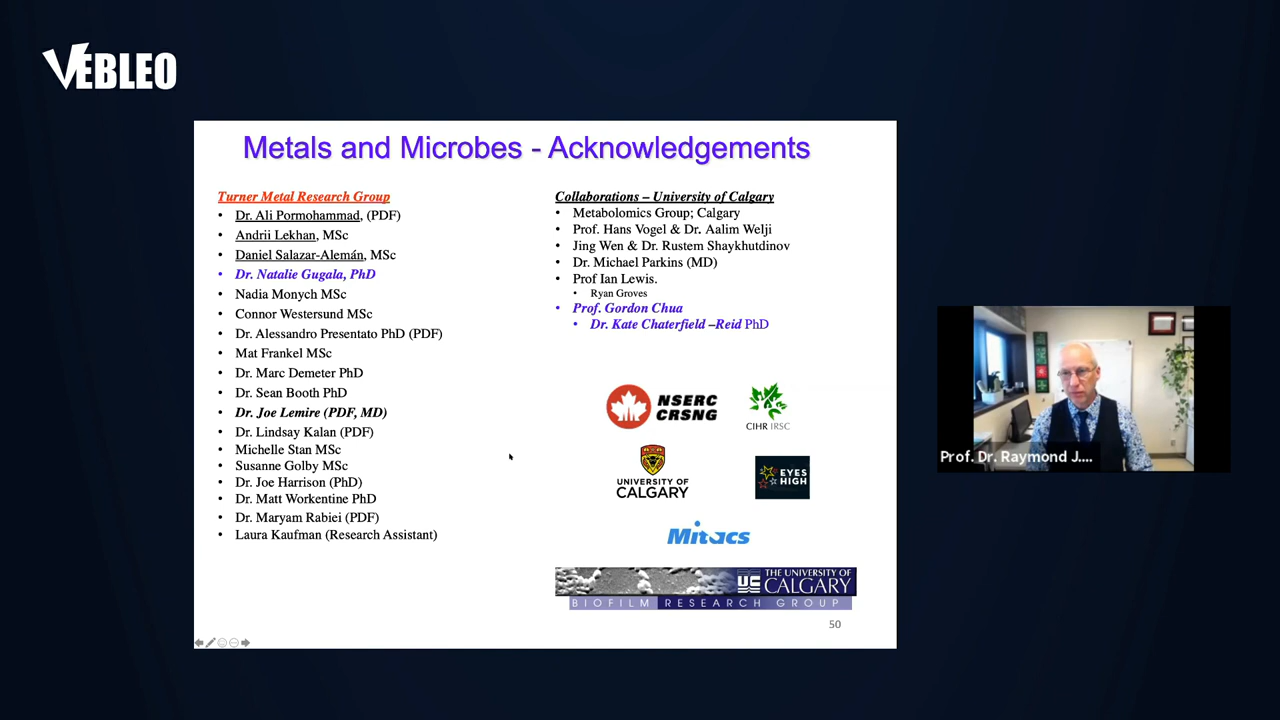 VEBLEO
Metals and Microbes - Acknowledgements
Turner Metal Research Group
• Dr. Ali Pormohammad, (PDF)
• Andrii Lekhan, MSc
• Daniel Salazar-Alemán, MSc
• Dr. Natalie Gugala, PhD
• Nadia Monych MSc
• Connor Westersund MSc
• Dr. Alessandro Presentato PhD (PDF)
• Mat Frankel MSc
• Dr. Marc Demeter PhD
• Dr. Sean Booth PhD
• Dr. Joe Lemire (PDF, MD)
• Dr. Lindsay Kalan (PDF)
• Michelle Stan MSc
• Susanne Golby MSc
• Dr. Joe Harrison (PhD)
• Dr. Matt Workentine PhD
• Dr. Maryam Rabiei (PDF)
• Laura Kaufman (Research Assistant)
Collaborations – University of Calgary
• Metabolomics Group; Calgary
• Prof. Hans Vogel & Dr. Aalim Welji
• Jing Wen & Dr. Rustem Shaykhutdinov
• Dr. Michael Parkins (MD)
• Prof Ian Lewis.
• Ryan Groves
• Prof. Gordon Chua
• Dr. Kate Chaterfield –Reid PhD
NSERC
CRSNG
CIHR IRSC
UNIVERSITY OF
CALGARY
EYES
HIGH
Mitacs
UC
THE UNIVERSITY OF
CALGARY
BIOFILM RESEARCH GROUP
50
Prof. Dr. Raymond J....